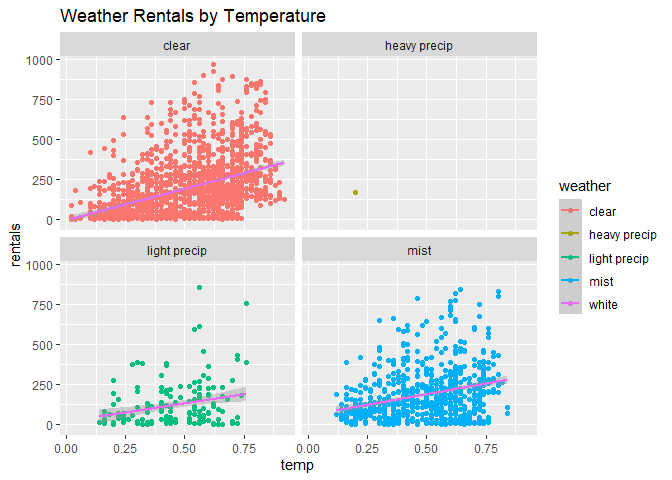 Weather Rentals by Temperature
clear
heavy precip
1000
750
500
250
0
light precip
mist
1000
750
500
250
0
0.00
0.25
0.50
0.75
0.00
0.25
0.50
0.75
temp
rentals
weather
clear
heavy precip
light precip
mist
white